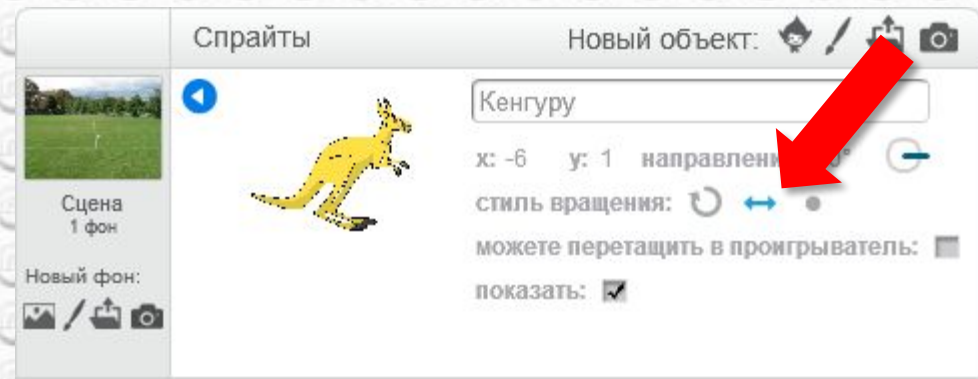 Спрайты
Новый объект:
Кенгуру
x: -6 y: 1
стиль вращения:
можете перетащить в проигрыватель:
показать:
Сцена
1 фон
Новый фон: